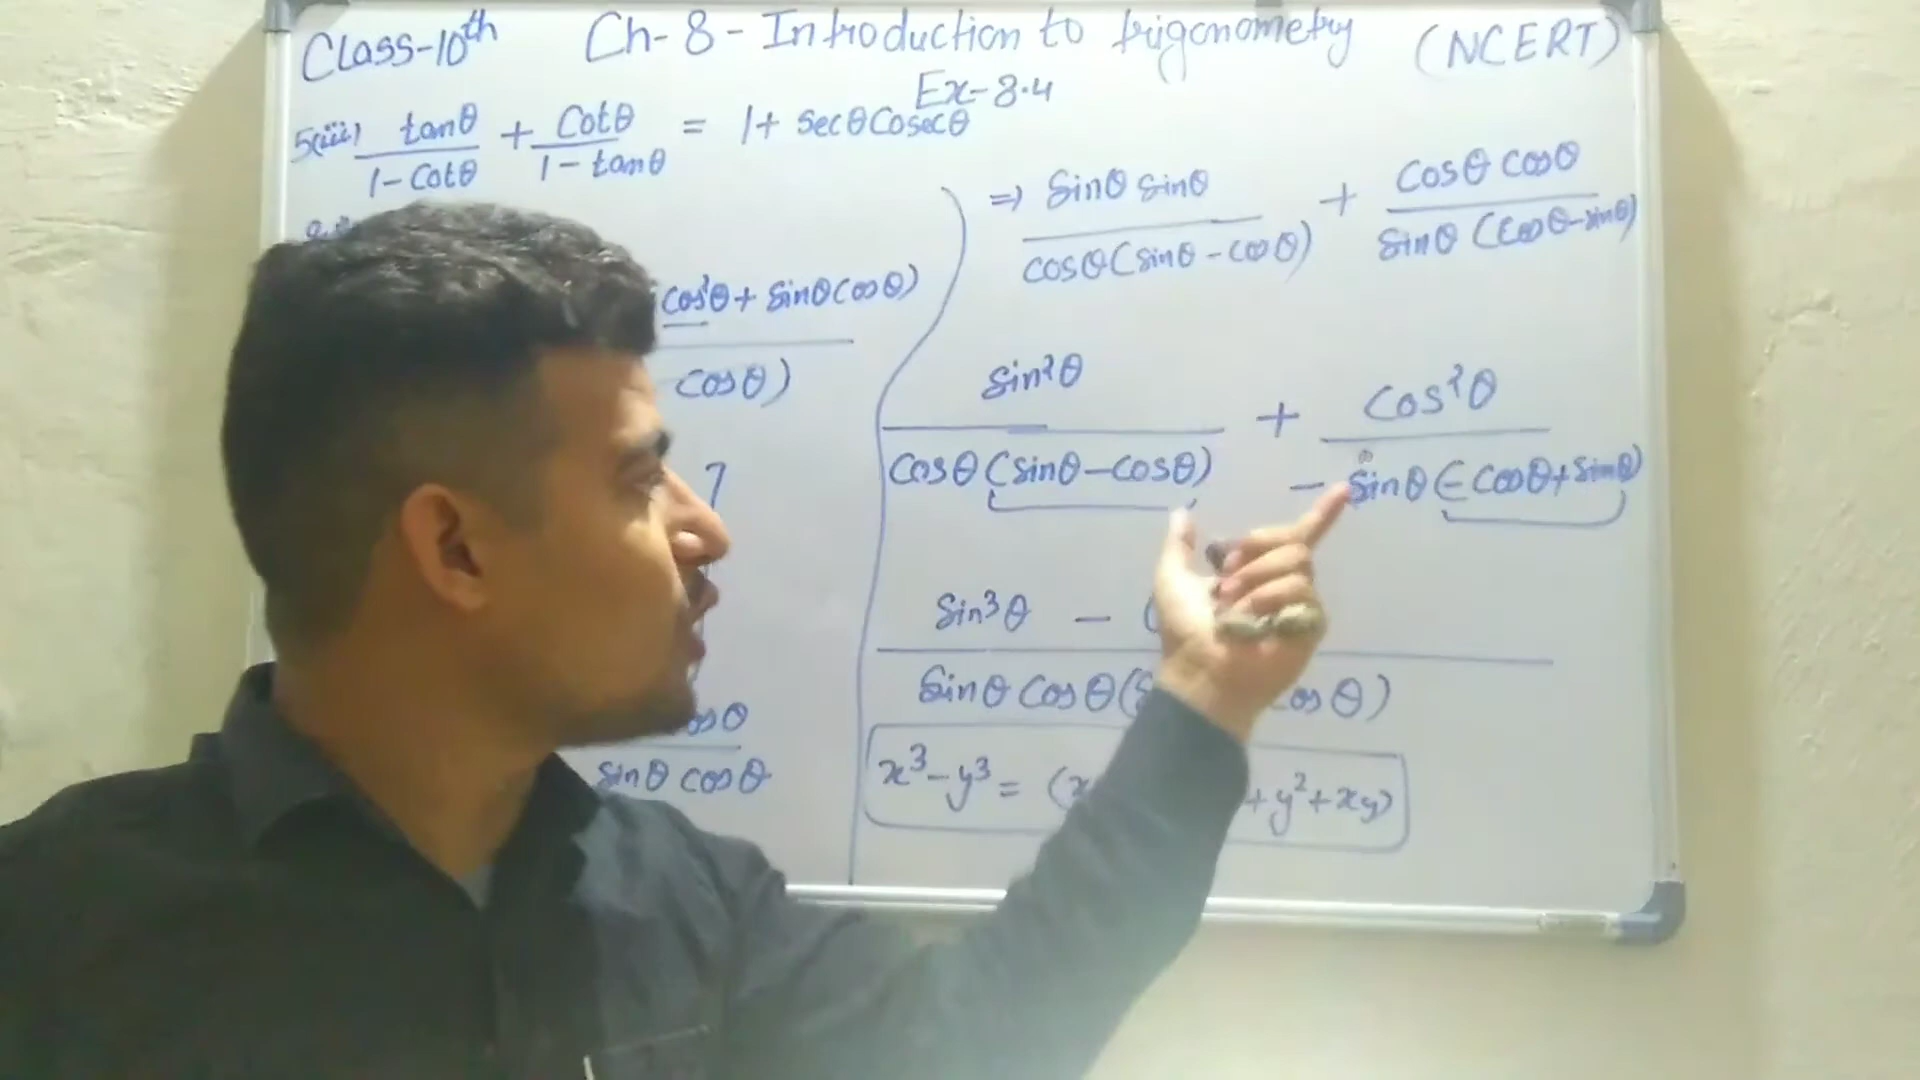 Class-10th Ch-8-Introduction to trigonometry (NCERT)
Ex-8.4
5(iii) tanθ/1-Cotθ + Cotθ/1-tanθ = 1+ secθCosecθ
cos²θ + sinθcosθ)
cosθ)
cosθ
sinθ cosθ
=) sinθ sinθ/cosθ(sinθ-cosθ) + cosθ cosθ/sinθ(cosθ-sinθ)
sin²θ/cosθ(sinθ-cosθ) + cos²θ/-sinθ(-cosθ+sinθ)
sin³θ -
sinθ cosθ( cosθ)
x³-y³= (x +y²+xy)